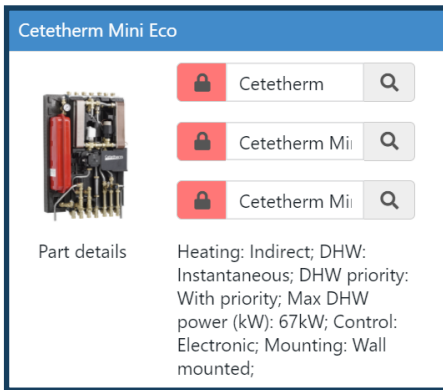 Cetetherm Mini Eco
Cetetherm
Cetetherm Mi
Cetetherm Mi
Part details
Heating: Indirect; DHW:
Instantaneous; DHW priority:
With priority; Max DHW
power (kW): 67kW; Control:
Electronic; Mounting: Wall
mounted;